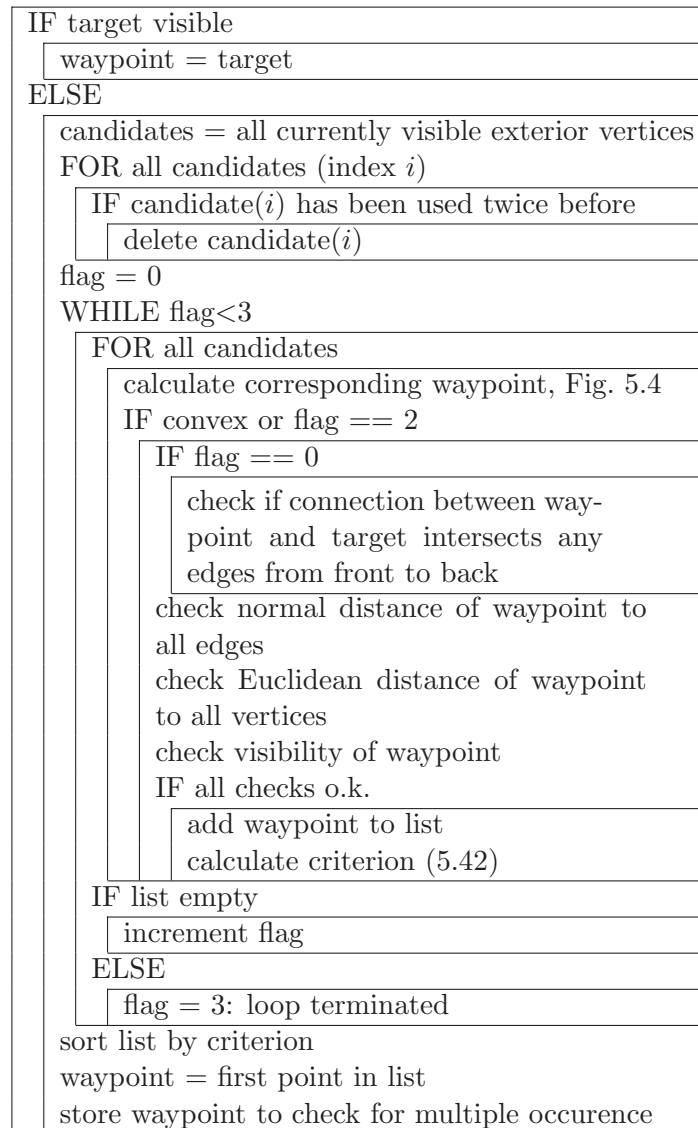 IF target visible
waypoint = target
ELSE
candidates = all currently visible exterior vertices
FOR all candidates (index i)
IF candidate(i) has been used twice before
delete candidate(i)
flag = 0
WHILE flag<3
FOR all candidates
calculate corresponding waypoint, Fig. 5.4
IF convex or flag == 2
IF flag == 0
check if connection between way-
point and target intersects any
edges from front to back
check normal distance of waypoint to
all edges
check Euclidean distance of waypoint
to all vertices
check visibility of waypoint
IF all checks o.k.
add waypoint to list
calculate criterion (5.42)
IF list empty
increment flag
ELSE
flag = 3: loop terminated
sort list by criterion
waypoint = first point in list
store waypoint to check for multiple occurence